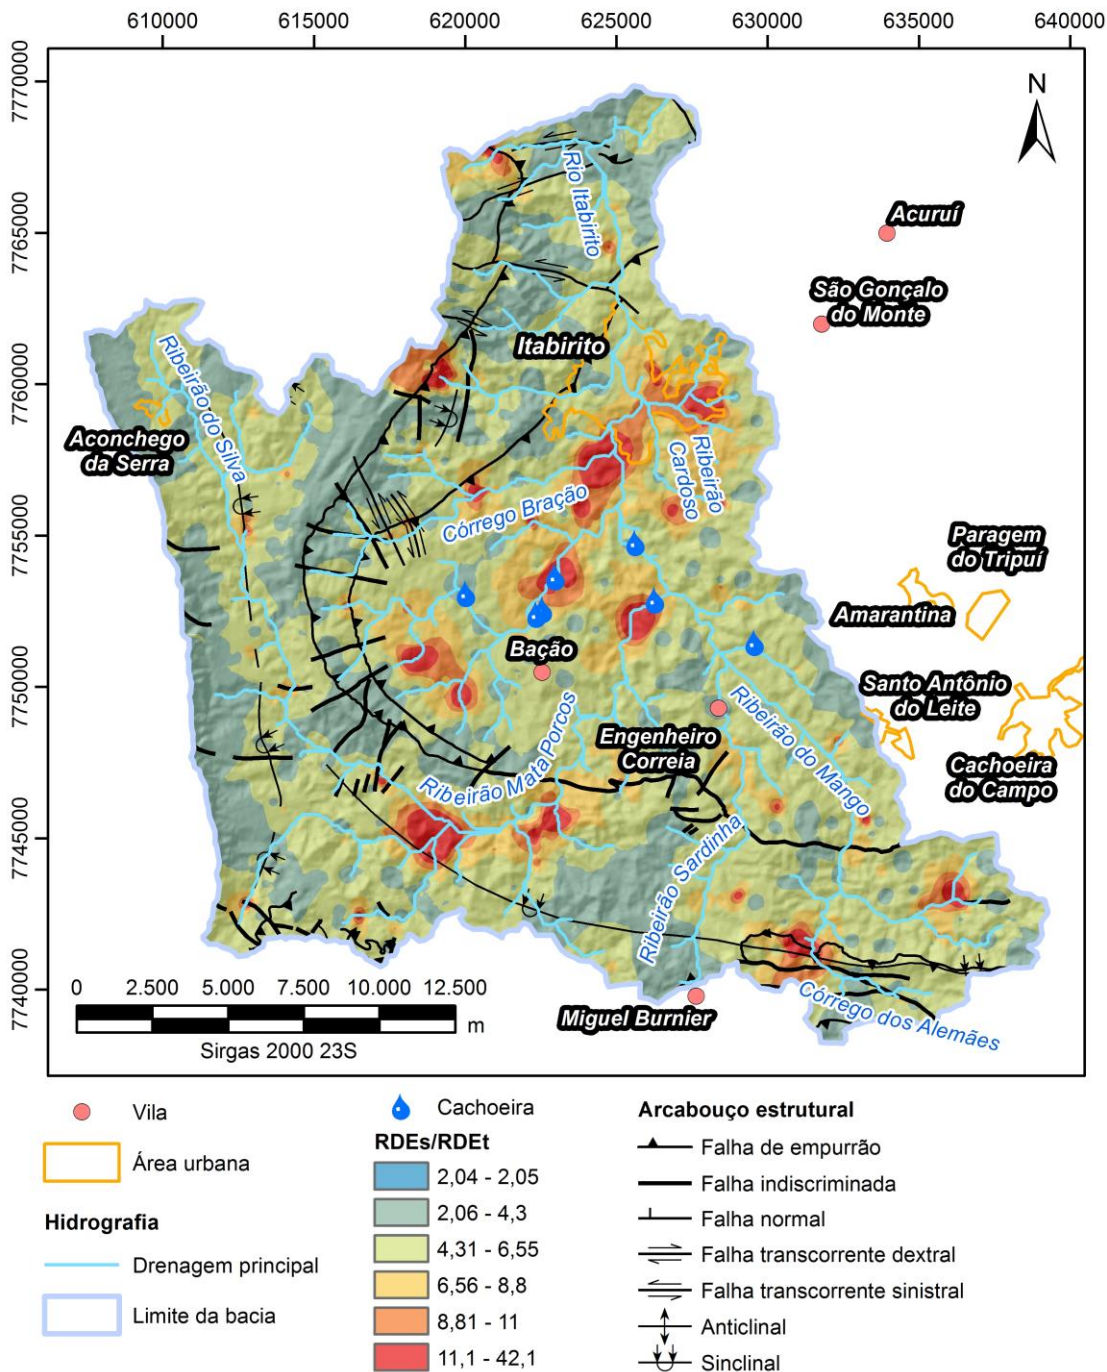 610000 615000 620000 625000 630000 635000 640000
7770000
7765000
7760000
7755000
7750000
7745000
7740000
N
Rio Itabirito
Acuruí
São Gonçalo
do Monte
Itabirito
Ribeirão do Silva
Aconchego
da Serra
Ribeirão
Cardoso
Córrego Bração
Paragem
do Tripuí
Amarantina
Bação
Santo Antônio
do Leite
Ribeirão do Mango
Engenheiro
Correia
Ribeirão Mata Porcos
Cachoeira
do Campo
Ribeirão Sardinha
Miguel Burnier
Córrego dos Alemães
0 2.500 5.000 7.500 10.000 12.500
m
Sirgas 2000 23S
Vila
Área urbana
Hidrografia
Drenagem principal
Limite da bacia
Cachoeira
RDEs/RDEt
2,04 - 2,05
2,06 - 4,3
4,31 - 6,55
6,56 - 8,8
8,81 - 11
11,1 - 42,1
Arcabouço estrutural
Falha de empurrão
Falha indiscriminada
Falha normal
Falha transcorrente dextral
Falha transcorrente sinistral
Anticlinal
Sinclinal